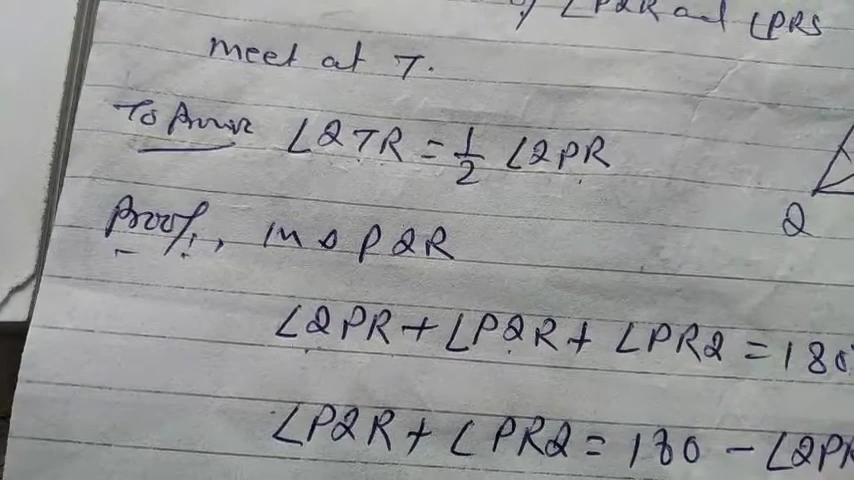 ∠PQR and ∠PRS
meet at T.
To Prove ∠QTR = 1/2 ∠QPR
Q
Proof:, In Δ PQR
∠QPR + ∠PQR + ∠PRQ = 180°
∠PQR + ∠PRQ = 180 - ∠QPR